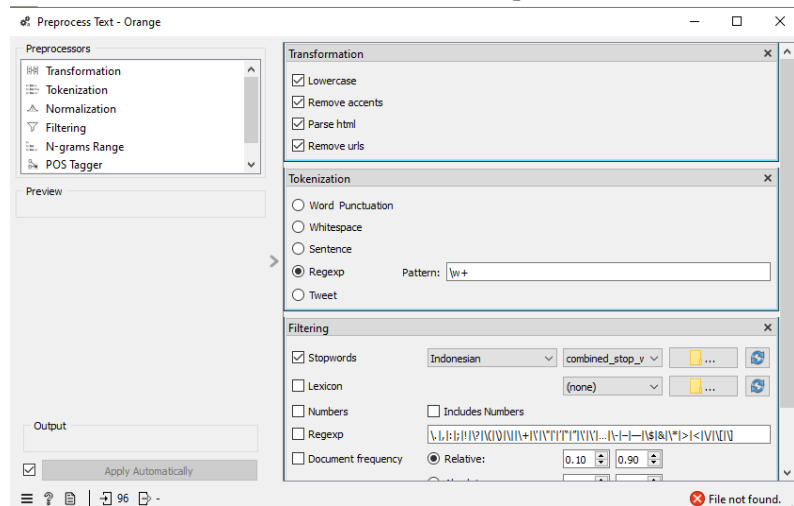 Preprocess Text - Orange
Preprocessors
Transformation
Tokenization
Normalization
Filtering
N-grams Range
POS Tagger
Preview
Output
Apply Automatically
96 -
Transformation
Lowercase
Remove accents
Parse html
Remove urls
Tokenization
Word Punctuation
Whitespace
Sentence
Regexp Pattern: \w+
Tweet
Filtering
Stopwords Indonesian combined_stop_v ...
Lexicon (none) ...
Numbers Includes Numbers
Regexp
Document frequency Relative: 0.10 0.90
File not found.